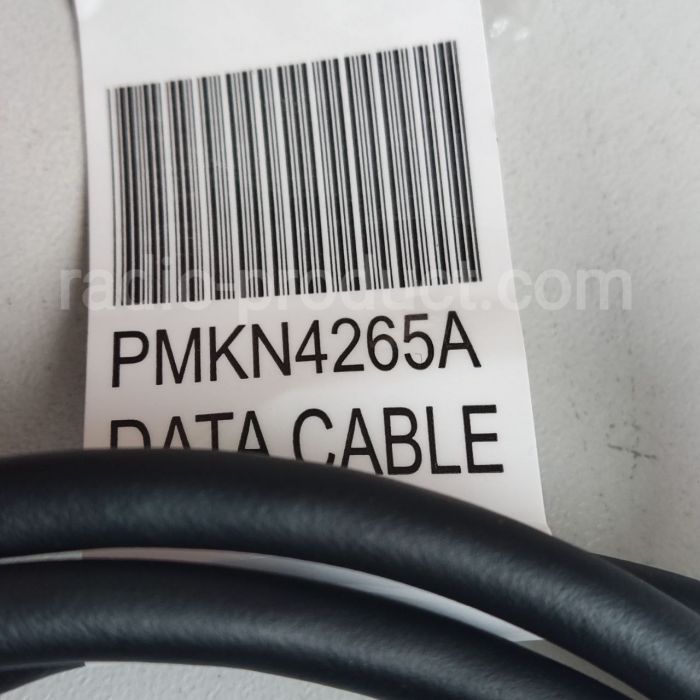 radio-product.com
PMKN4265A
DATA CABLE